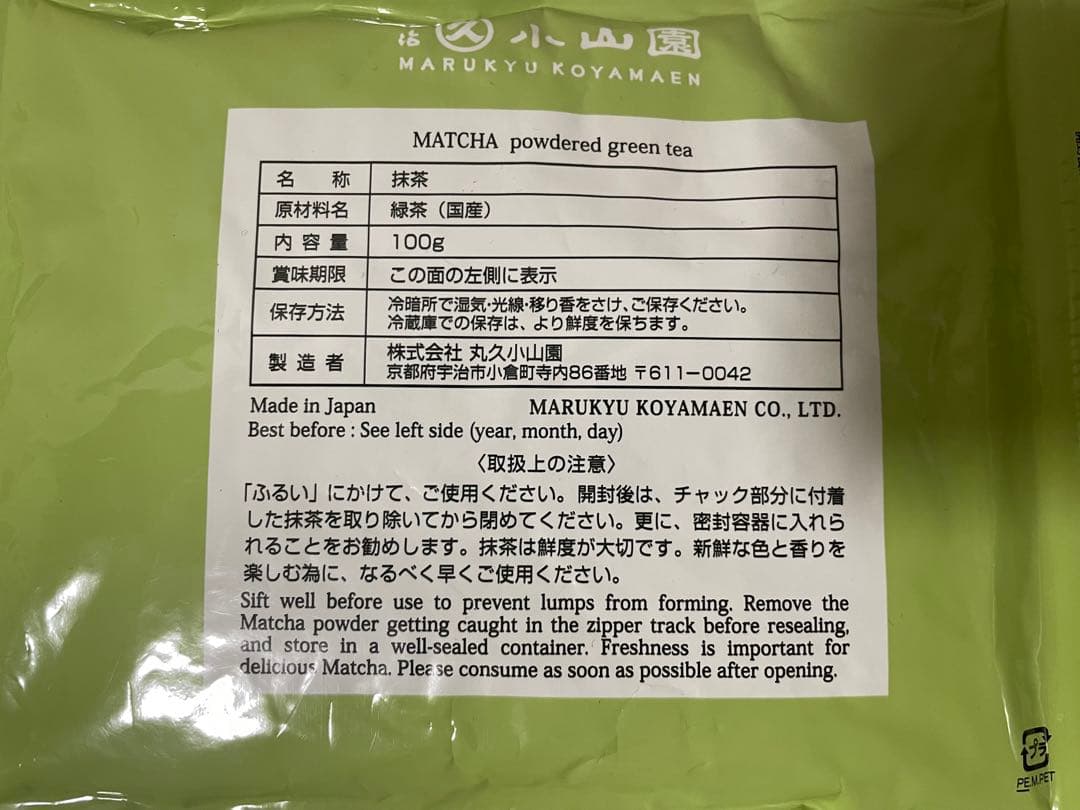 治 久 小山園
MARUKYU KOYAMAEN
MATCHA powdered green tea
名 称 抹茶
原材料名 緑茶（国産）
内容量 100g
賞味期限 この面の左側に表示
保存方法 冷暗所で湿気・光線・移り香をさけ、ご保存ください。
冷蔵庫での保存は、より鮮度を保ちます。
製造者 株式会社 丸久小山園
京都府宇治市小倉町寺内86番地 〒611-0042
Made in Japan MARUKYU KOYAMAEN CO., LTD.
Best before : See left side (year, month, day)
〈取扱上の注意〉
「ふるい」にかけて、ご使用ください。開封後は、チャック部分に付着
した抹茶を取り除いてから閉めてください。更に、密封容器に入れら
れることをお勧めします。抹茶は鮮度が大切です。新鮮な色と香りを
楽しむ為に、なるべく早くご使用ください。
Sift well before use to prevent lumps from forming. Remove the
Matcha powder getting caught in the zipper track before resealing,
and store in a well-sealed container. Freshness is important for
delicious Matcha. Please consume as soon as possible after opening.
プラ
PE.M.PET